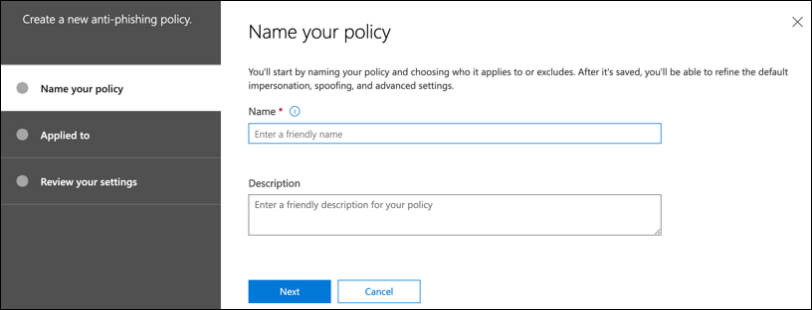 Create a new anti-phishing policy.
Name your policy
Applied to
Review your settings
Name your policy
You'll start by naming your policy and choosing who it applies to or excludes. After it's saved, you'll be able to refine the default
impersonation, spoofing, and advanced settings.
Name *
Enter a friendly name
Description
Enter a friendly description for your policy
Next
Cancel